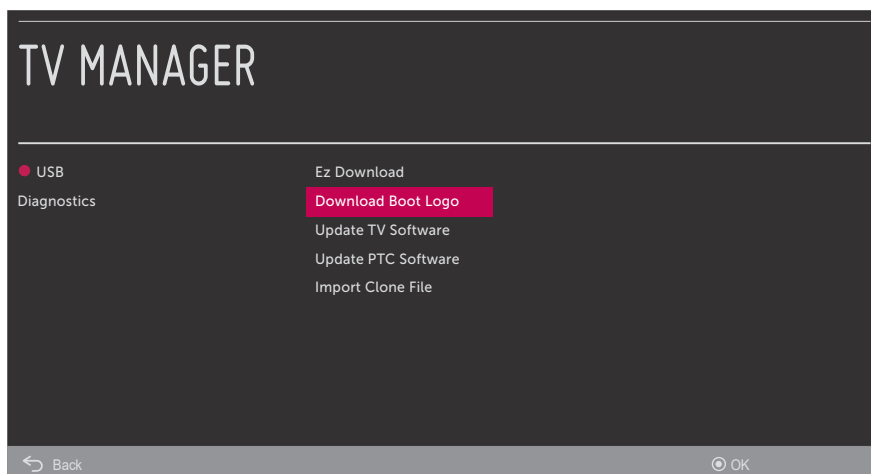 TV MANAGER
USB
Diagnostics
Ez Download
Download Boot Logo
Update TV Software
Update PTC Software
Import Clone File
Back
OK